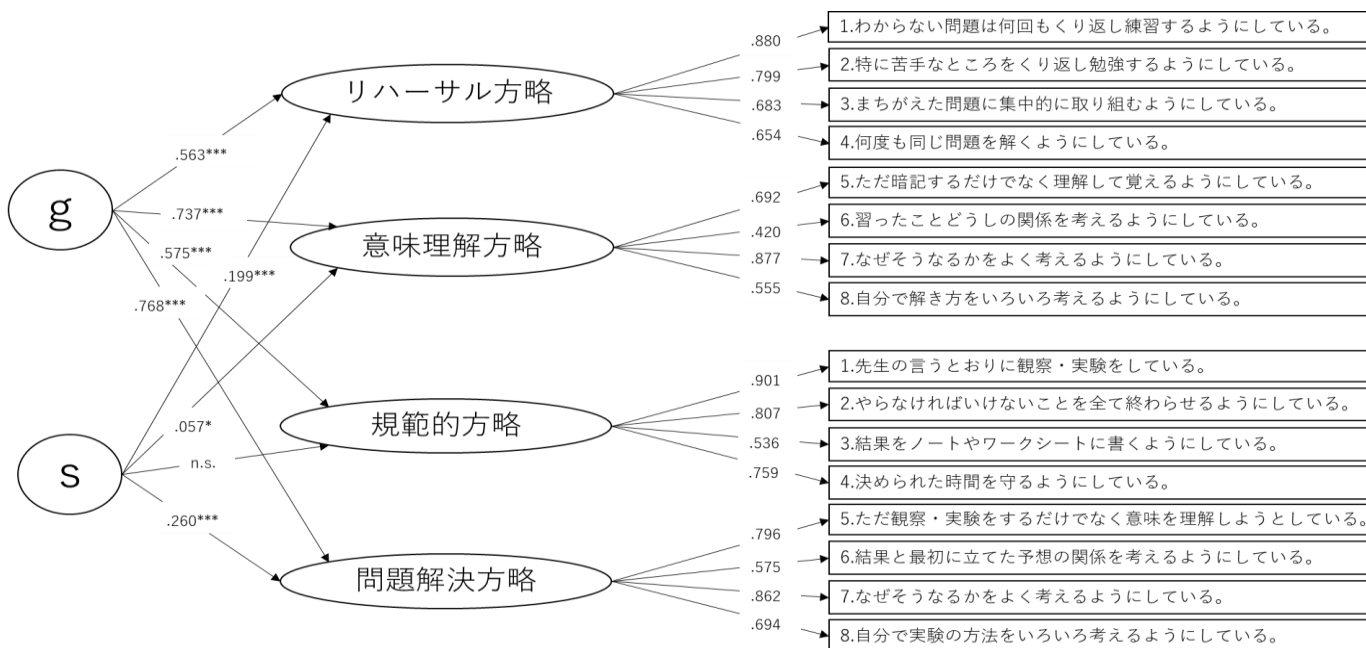 .880
1.わからない問題は何回もくり返し練習するようにしている。
リハーサル方略
.799
2.特に苦手なところをくり返し勉強するようにしている。
.683
3.まちがえた問題に集中的に取り組むようにしている。
.654
4.何度も同じ問題を解くようにしている。
.563***
g
.737***
意味理解方略
.692
5.ただ暗記するだけでなく理解して覚えるようにしている。
.420
6.習ったことどうしの関係を考えるようにしている。
.575***
.877
7.なぜそうなるかをよく考えるようにしている。
.199***
.555
8.自分で解き方をいろいろ考えるようにしている。
.768***
.901
1.先生の言うとおりに観察・実験をしている。
規範的方略
.807
2.やらなければいけないことを全て終わらせるようにしている。
.057*
.536
3.結果をノートやワークシートに書くようにしている。
n.s.
s
.759
4.決められた時間を守るようにしている。
.260***
.796
5.ただ観察・実験をするだけでなく意味を理解しようとしている。
問題解決方略
.575
6.結果と最初に立てた予想の関係を考えるようにしている。
.862
7.なぜそうなるかをよく考えるようにしている。
.694
8.自分で実験の方法をいろいろ考えるようにしている。